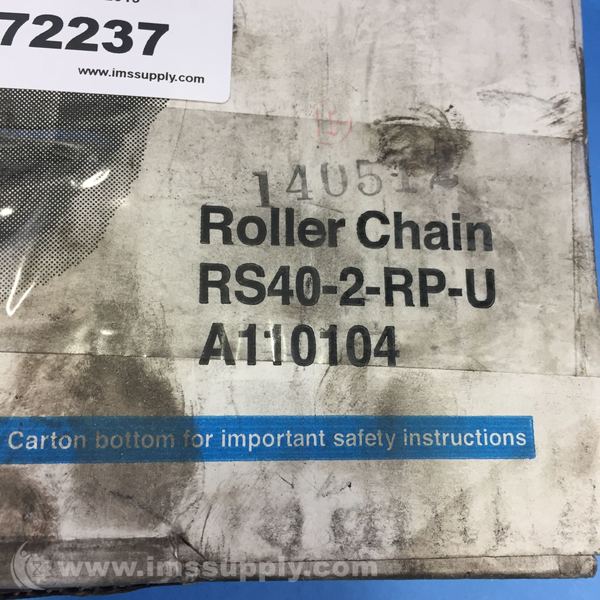 72237
www.imssupply.com
Roller Chain
RS40-2-RP-U
A110104
Carton bottom for important safety instructions
www.imssupply.com